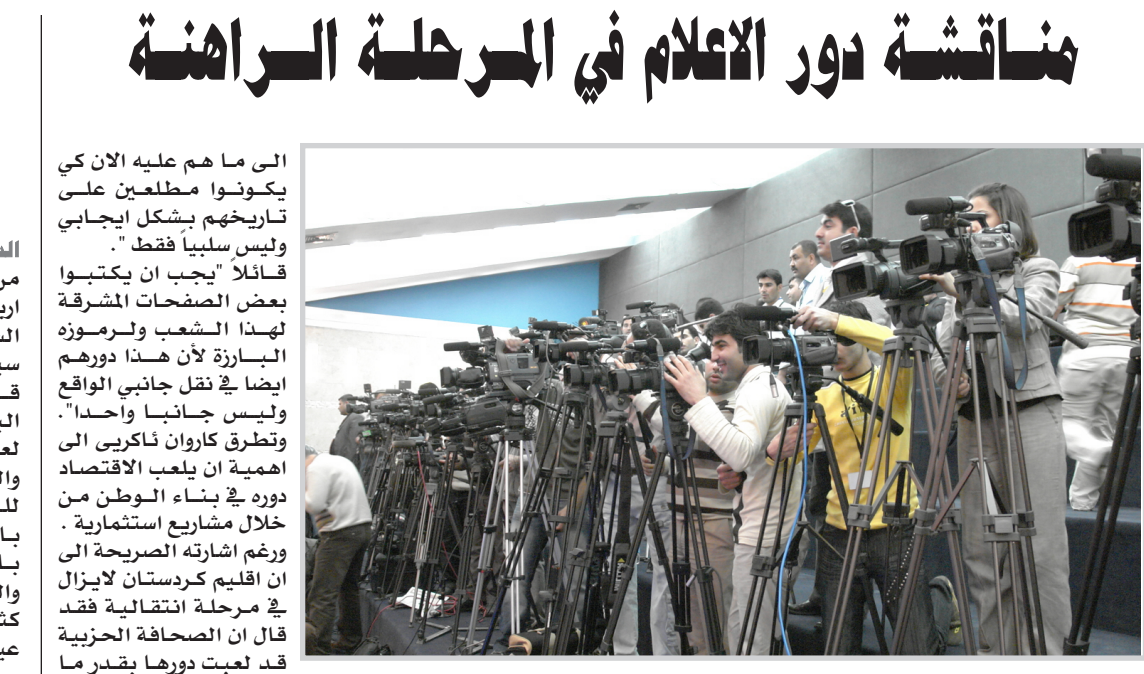 مناقشة دور الاعلام في المرحلة الراهنة
الى ما هم عليه الان كي
يكونوا مطلعين على
تاريخهم بشكل ايجابي
وليس سلبياً فقط ".
قائلاً "يجب ان يكتبوا
بعض الصفحات المشرقة
لهذا الشعب ولرموزه
البارزة لأن هذا دورهم
ايضا في نقل جانبي الواقع
وليس جانبا واحدا".
وتطرق كاروان ئاكريى الى
اهمية ان يلعب الاقتصاد
دوره في بناء الوطن من
خلال مشاريع استثمارية .
ورغم اشارته الصريحة الى
ان اقليم كردستان لايزال
في مرحلة انتقالية فقد
قال ان الصحافة الحزبية
قد لعبت دورها بقدر ما